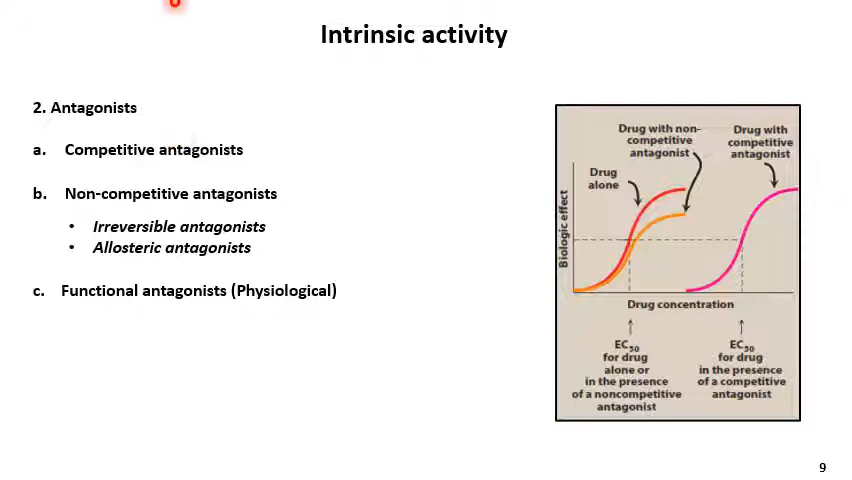 Intrinsic activity
2. Antagonists
a. Competitive antagonists
b. Non-competitive antagonists
• Irreversible antagonists
• Allosteric antagonists
c. Functional antagonists (Physiological)
Drug with non-
competitive
antagonist
Drug with
competitive
antagonist
Drug
alone
Biologic effect
Drug concentration
EC50
for drug
alone or
in the presence
of a noncompetitive
antagonist
EC50
for drug
in the presence
of a competitive
antagonist
9